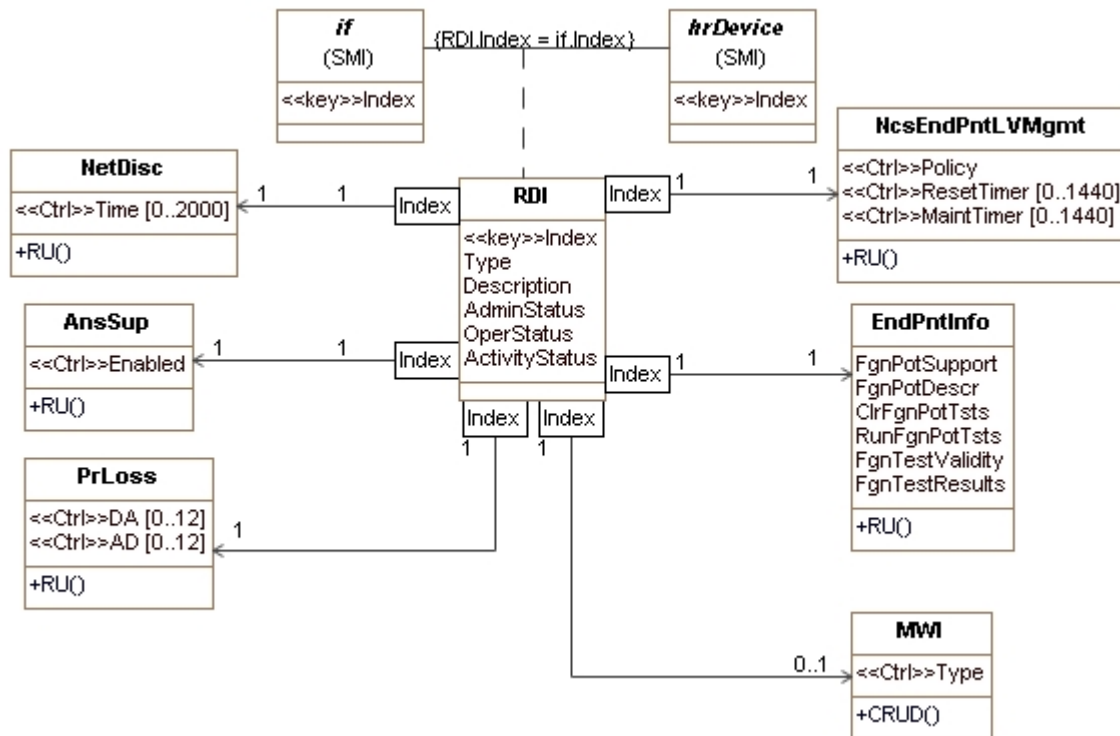 if
(SMI)
<<key>>Index
{RDI.Index = if.Index}
hrDevice
(SMI)
<<key>>Index
NcsEndPntLVMgmt
<<Ctrl>>Policy
<<Ctrl>>ResetTimer [0..1440]
<<Ctrl>>MaintTimer [0..1440]
+RU()
NetDisc
<<Ctrl>>Time [0..2000]
+RU()
1
1
Index
RDI
<<key>>Index
Type
Description
AdminStatus
OperStatus
ActivityStatus
Index
1
1
AnsSup
<<Ctrl>>Enabled
+RU()
1
1
Index
Index
1
1
EndPntInfo
FgnPotSupport
FgnPotDescr
ClrFgnPotTsts
RunFgnPotTsts
FgnTestValidity
FgnTestResults
+RU()
Index
1
Index
1
PrLoss
<<Ctrl>>DA [0..12]
<<Ctrl>>AD [0..12]
+RU()
1
0..1
MWI
<<Ctrl>>Type
+CRUD()